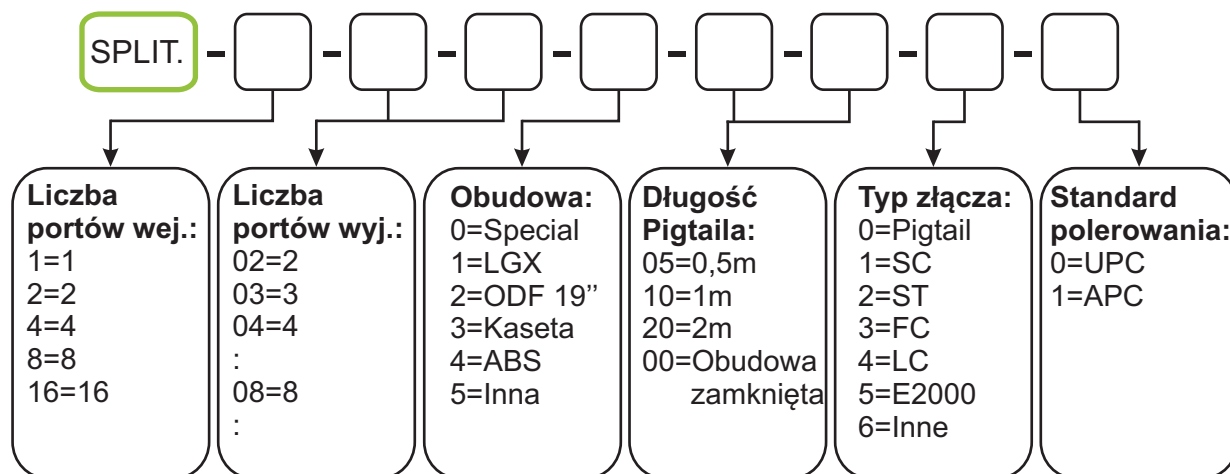 SPLIT. - - - - - - - -
Liczba
portów wej.:
1=1
2=2
4=4
8=8
16=16
Liczba
portów wyj.:
02=2
03=3
04=4
:
08=8
:
Obudowa:
0=Special
1=LGX
2=ODF 19’’
3=Kaseta
4=ABS
5=Inna
Długość
Pigtaila:
05=0,5m
10=1m
20=2m
00=Obudowa
zamknięta
Typ złącza:
0=Pigtail
1=SC
2=ST
3=FC
4=LC
5=E2000
6=Inne
Standard
polerowania:
0=UPC
1=APC